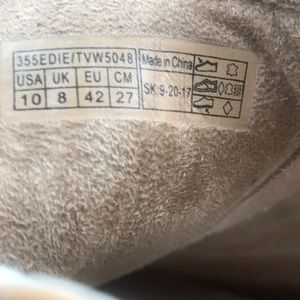 355EDIE/TVW5048
USA UK EU CM
10 8 42 27
Made in China
SK:9-20-17